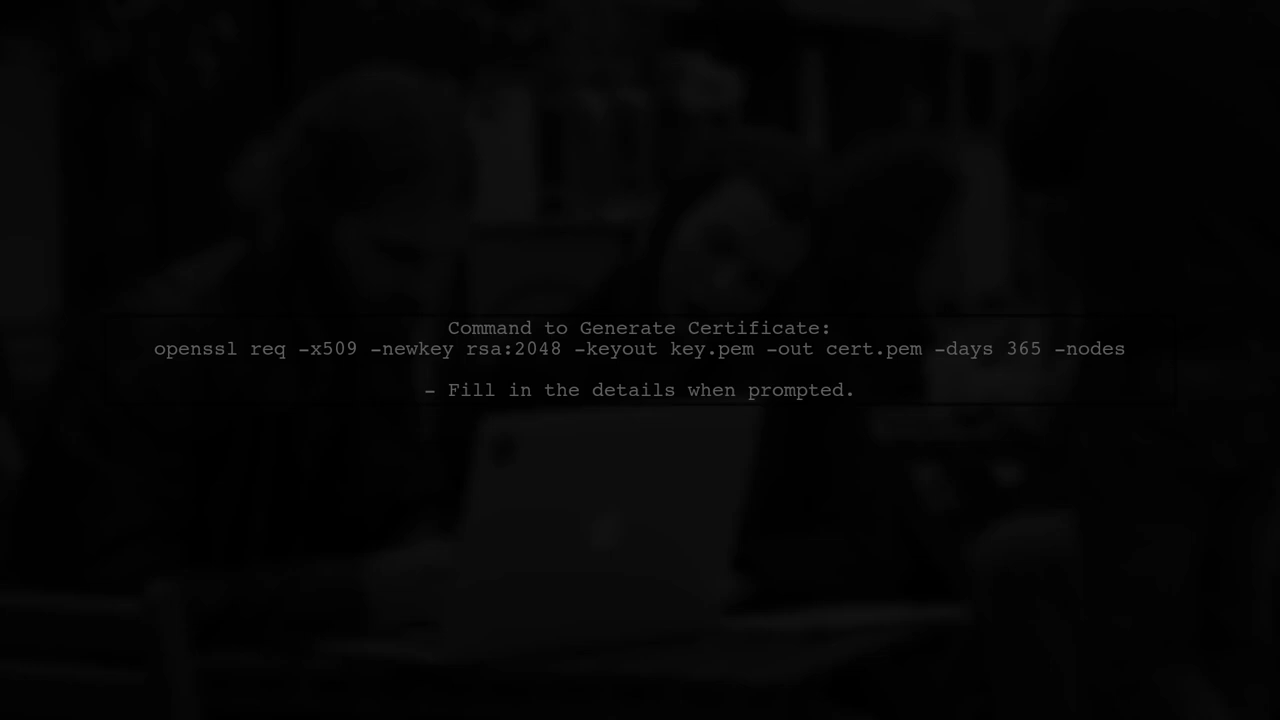 Command to Generate Certificate:
openssl req -x509 -newkey rsa:2048 -keyout key.pem -out cert.pem -days 365 -nodes
- Fill in the details when prompted.